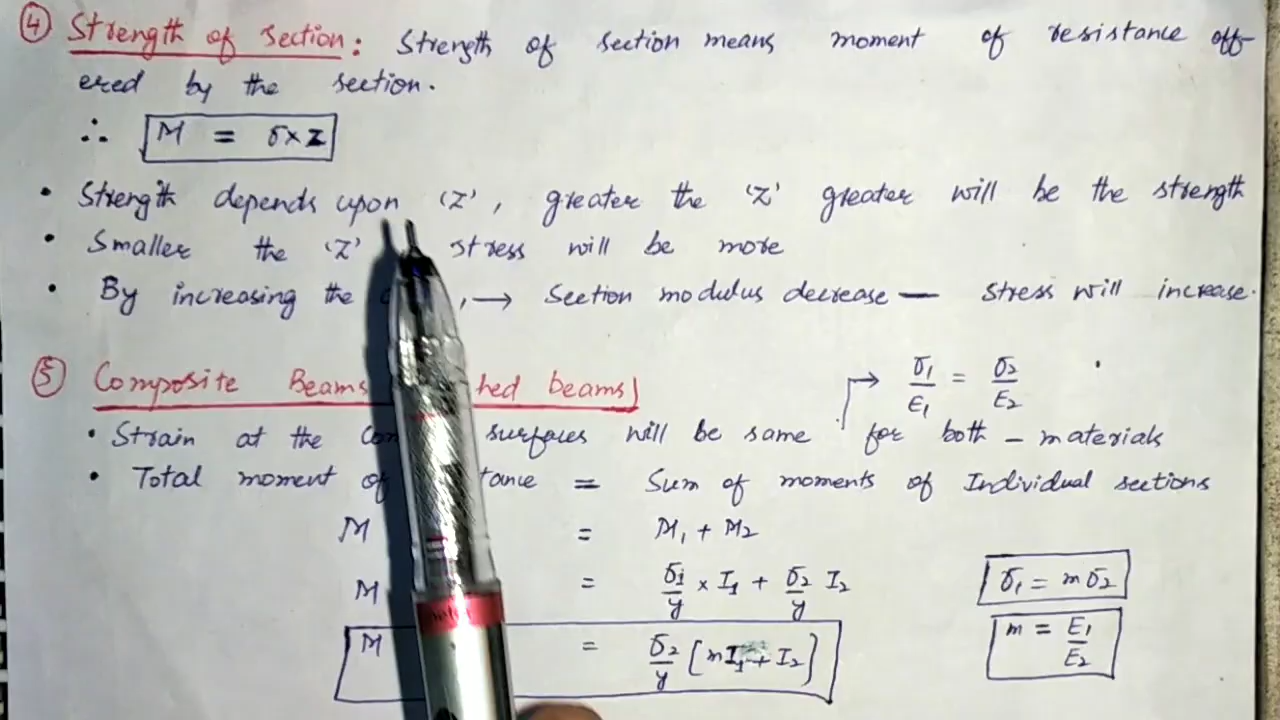 ④ Strength of section: Strength of section means moment of resistance off-
ered by the section.
∴ M = σ×Z
• Strength depends upon 'Z', greater the 'Z' greater will be the strength
• Smaller the 'Z' stress will be more
• By increasing the , → Section modulus decrease — stress will increase.
⑤ Composite Beams hed beams)
σ1/E1 = σ2/E2
• Strain at the surfaces will be same for both - materials
• Total moment of tance = Sum of moments of Individual sections
M = M1 + M2
M = σ1/y × I1 + σ2/y I2
σ1 = mσ2
M = σ2/y [mI1 + I2]
m = E1/E2